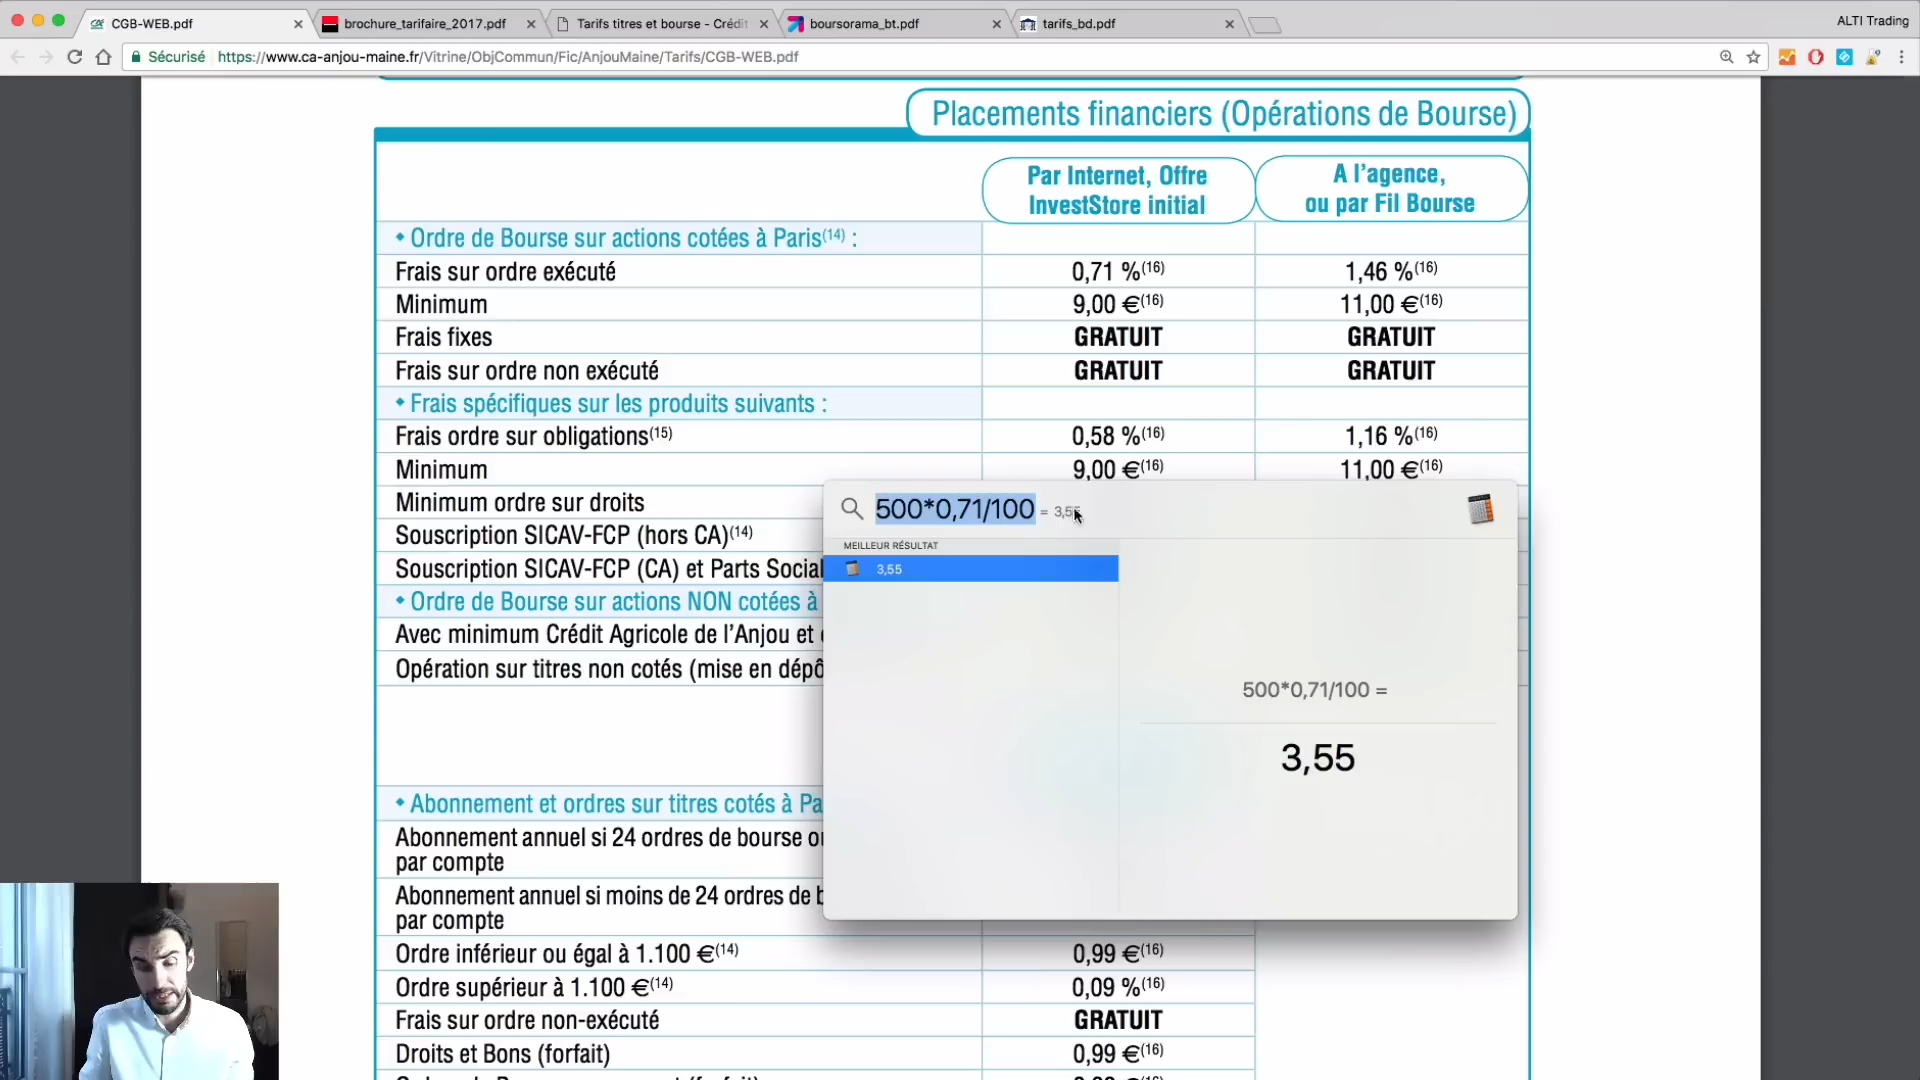 CGB-WEB.pdf
brochure_tarifaire_2017.pdf
Tarifs titres et bourse - Crédit
boursorama_bt.pdf
tarifs_bd.pdf
ALTI Trading
Sécurisé
https://www.ca-anjou-maine.fr/Vitrine/ObjCommun/Fic/AnjouMaine/Tarifs/CGB-WEB.pdf
Placements financiers (Opérations de Bourse)
Par Internet, Offre InvestStore initial
A l'agence, ou par Fil Bourse
• Ordre de Bourse sur actions cotées à Paris(14) :
Frais sur ordre exécuté 0,71 %(16) 1,46 %(16)
Minimum 9,00 €(16) 11,00 €(16)
Frais fixes GRATUIT GRATUIT
Frais sur ordre non exécuté GRATUIT GRATUIT
• Frais spécifiques sur les produits suivants :
Frais ordre sur obligations(15) 0,58 %(16) 1,16 %(16)
Minimum 9,00 €(16) 11,00 €(16)
Minimum ordre sur droits
500*0,71/100 = 3,55
Souscription SICAV-FCP (hors CA)(14)
MEILLEUR RÉSULTAT
3,55
Souscription SICAV-FCP (CA) et Parts Social
• Ordre de Bourse sur actions NON cotées à
Avec minimum Crédit Agricole de l'Anjou et
Opération sur titres non cotés (mise en dépô
500*0,71/100 =
3,55
• Abonnement et ordres sur titres cotés à Pa
Abonnement annuel si 24 ordres de bourse ou
par compte
Abonnement annuel si moins de 24 ordres de b
par compte
Ordre inférieur ou égal à 1.100 €(14) 0,99 €(16)
Ordre supérieur à 1.100 €(14) 0,09 %(16)
Frais sur ordre non-exécuté GRATUIT
Droits et Bons (forfait) 0,99 €(16)